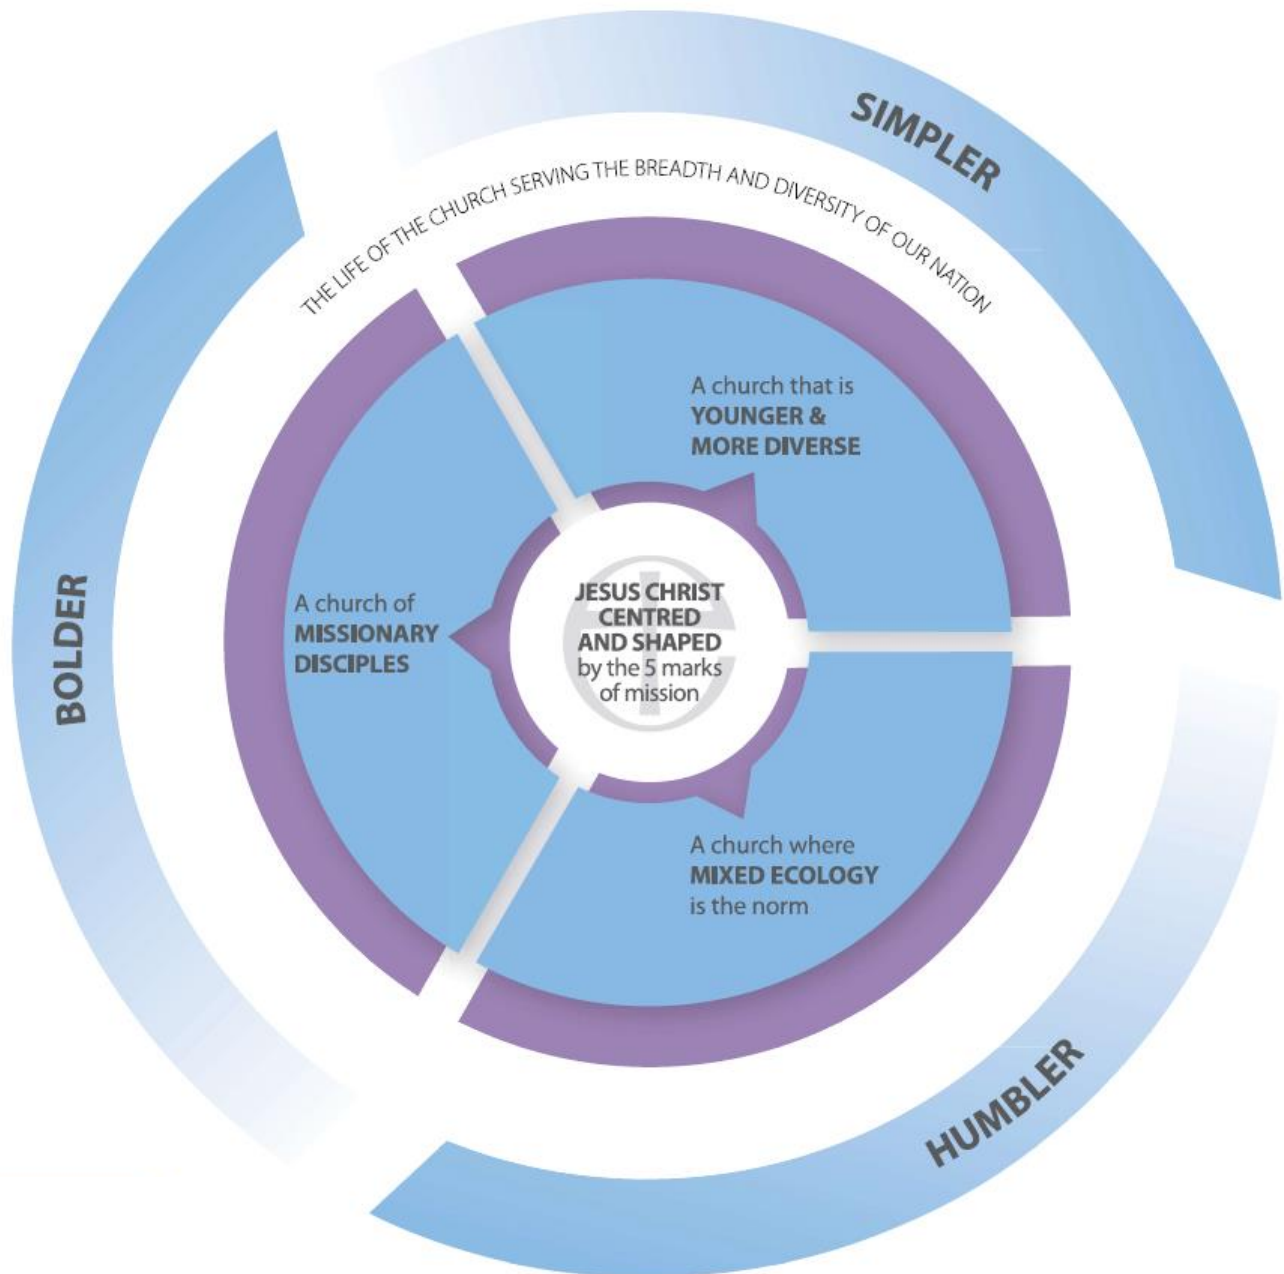 SIMPLER
THE LIFE OF THE CHURCH SERVING THE BREADTH AND DIVERSITY OF OUR NATION
A church that is
YOUNGER &
MORE DIVERSE
BOLDER
A church of
MISSIONARY
DISCIPLES
JESUS CHRIST
CENTRED
AND SHAPED
by the 5 marks
of mission
A church where
MIXED ECOLOGY
is the norm
HUMBLER